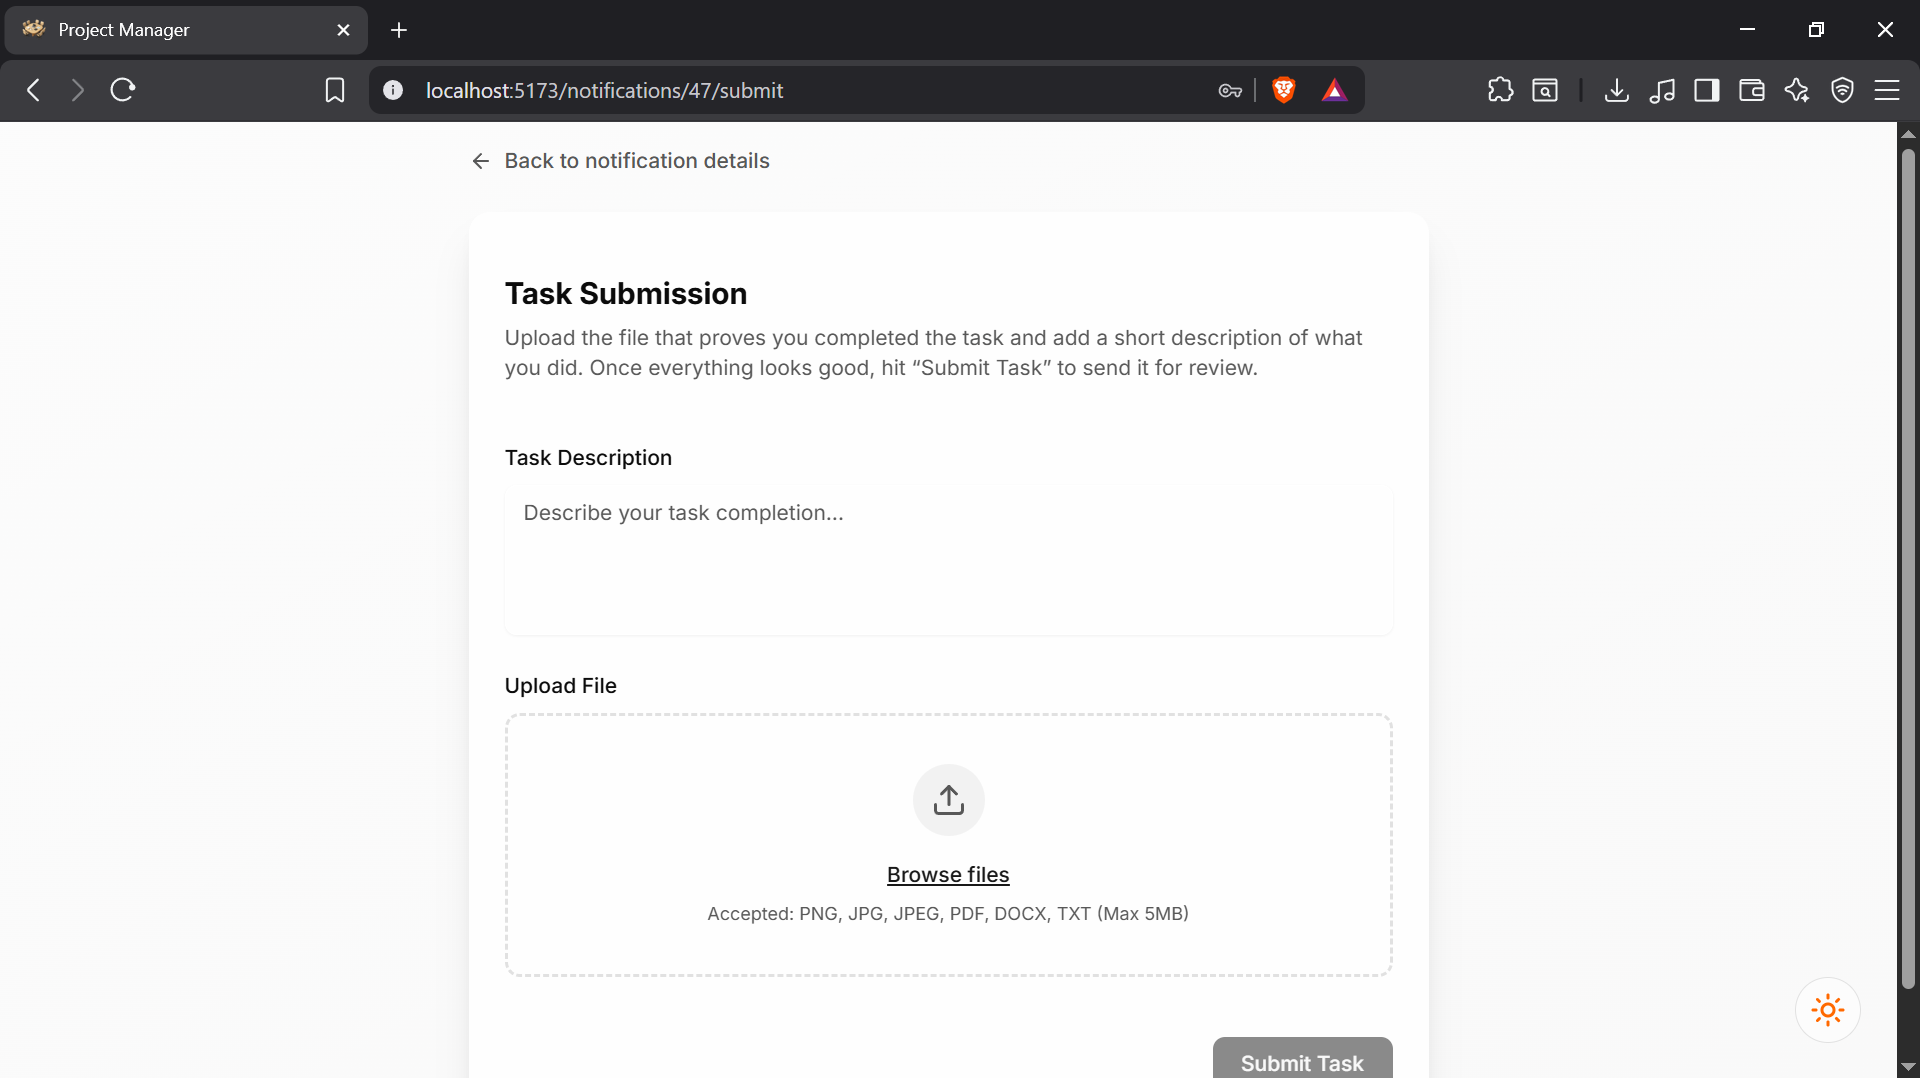 Project Manager
localhost:5173/notifications/47/submit
Back to notification details
Task Submission
Upload the file that proves you completed the task and add a short description of what
you did. Once everything looks good, hit “Submit Task” to send it for review.
Task Description
Describe your task completion...
Upload File
Browse files
Accepted: PNG, JPG, JPEG, PDF, DOCX, TXT (Max 5MB)
Submit Task